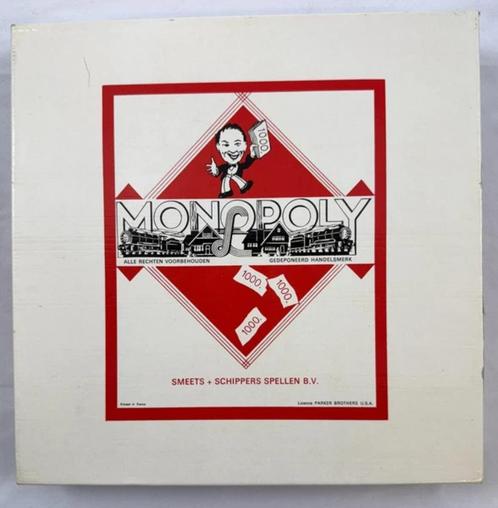 1000.
MONOPOLY
ALLE RECHTEN VOORBEHOUDEN GEDEPONEERD HANDELSMERK
1000.
1000.
1000.
SMEETS + SCHIPPERS SPELLEN B.V.
Licence PARKER BROTHERS U.S.A.